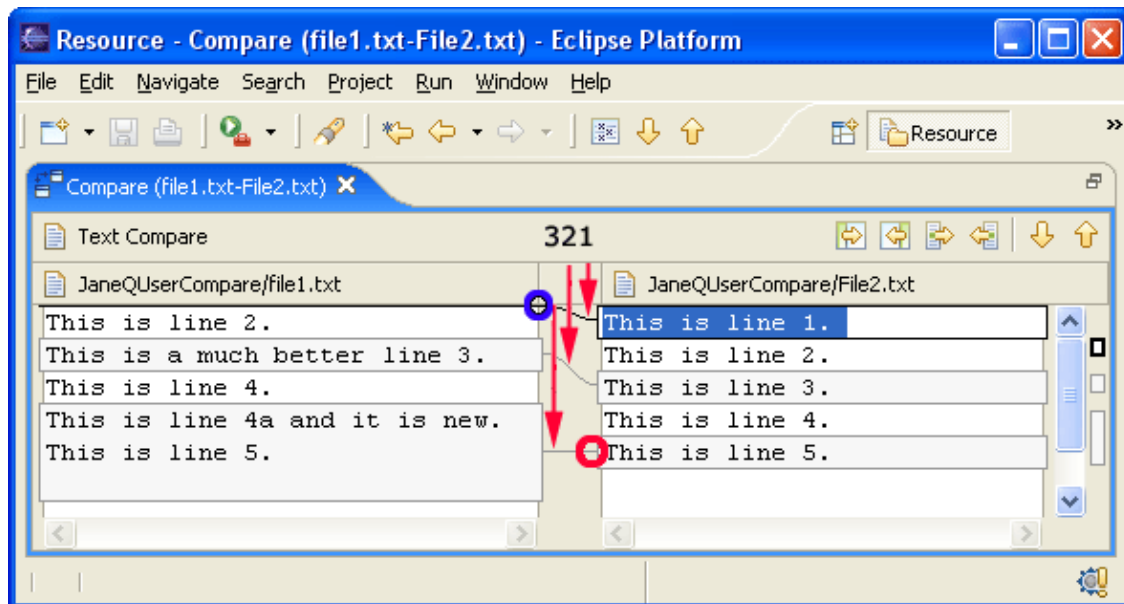 Resource - Compare (file1.txt-File2.txt) - Eclipse Platform
File Edit Navigate Search Project Run Window Help
Resource
Compare (file1.txt-File2.txt)
Text Compare
321
JaneQUserCompare/file1.txt
JaneQUserCompare/File2.txt
This is line 2.
This is a much better line 3.
This is line 4.
This is line 4a and it is new.
This is line 5.
This is line 1.
This is line 2.
This is line 3.
This is line 4.
This is line 5.